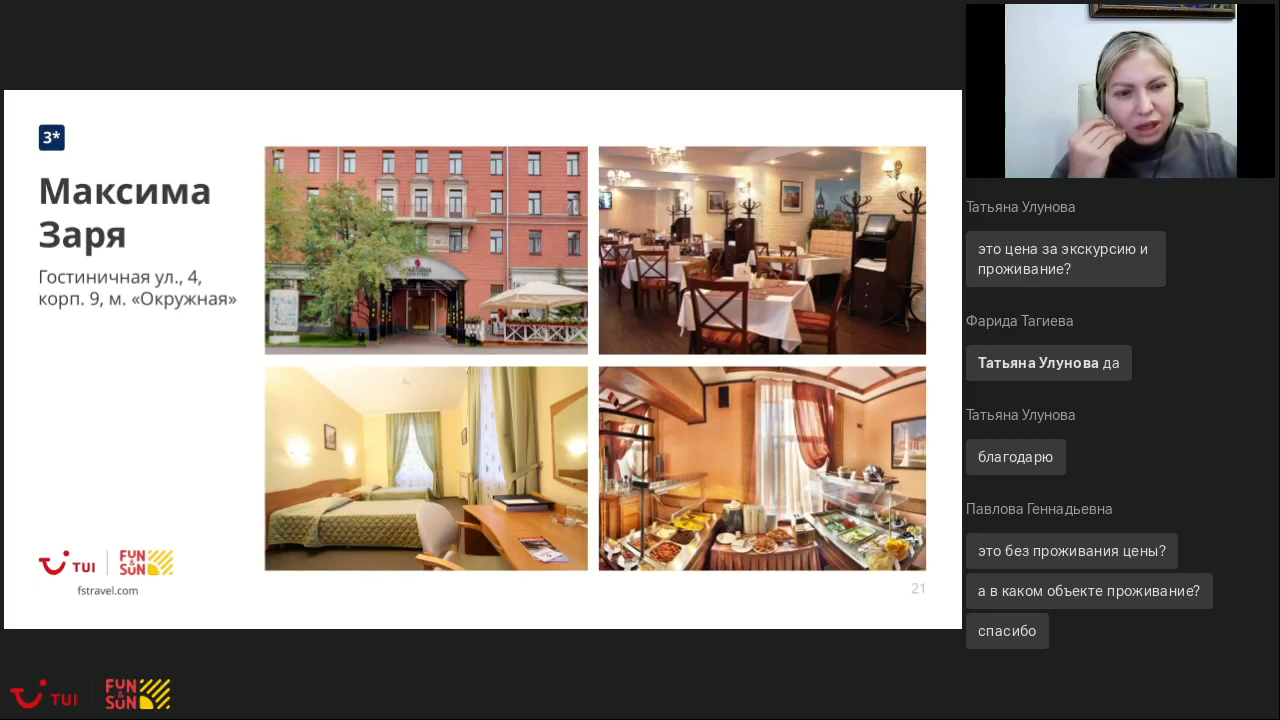 3*
Максима
Заря
Гостиничная ул., 4,
корп. 9, м. «Окружная»
TUI
FUN
&
SUN
fstravel.com
21
TUI
FUN
&
SUN
Татьяна Улунова
это цена за экскурсию и
проживание?
Фарида Тагиева
Татьяна Улунова да
Татьяна Улунова
благодарю
Павлова Геннадьевна
это без проживания цены?
а в каком объекте проживание?
спасибо